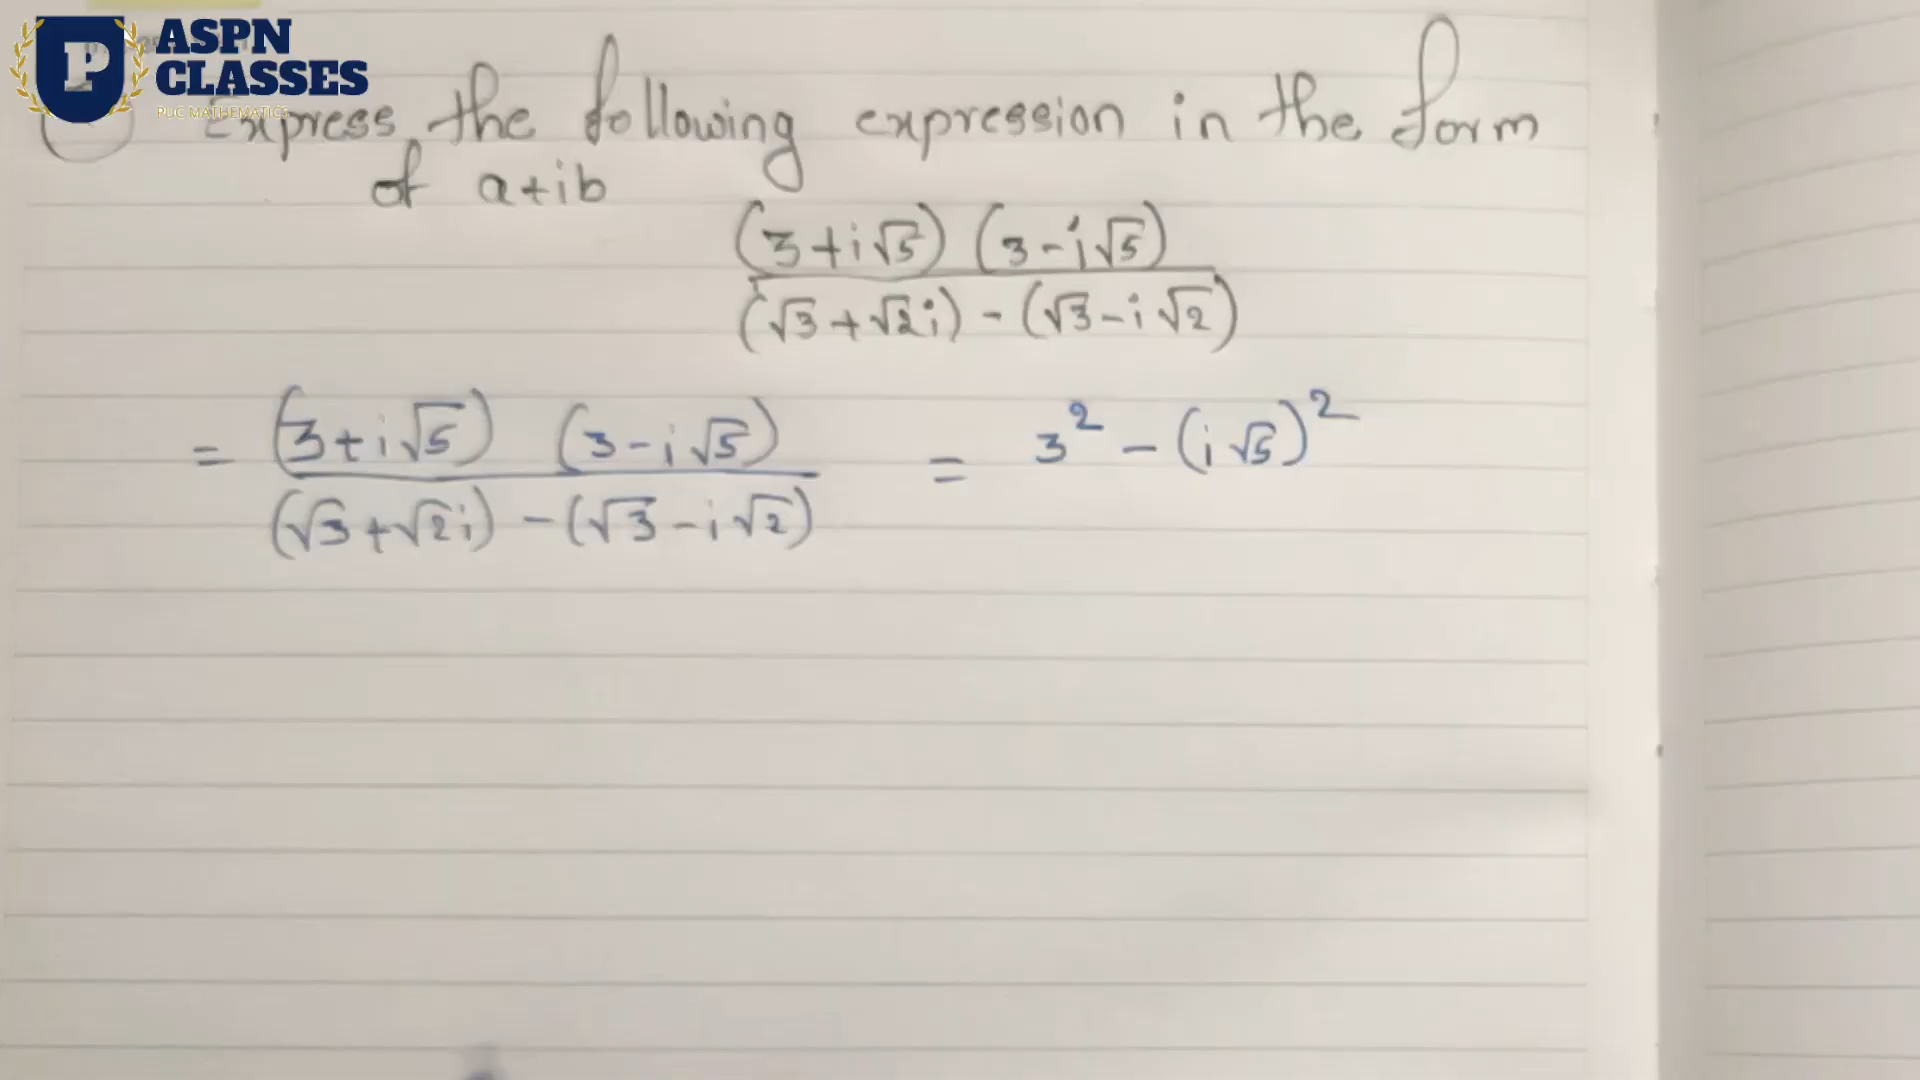 ASPN
CLASSES
PUC MATHEMATICS
Express the following expression in the form
of a+ib
(3+i√5) (3-i√5)
(√3+√2i) - (√3-i√2)
= (3+i√5) (3-i√5) = 3² - (i√5)²
(√3+√2i) - (√3-i√2)